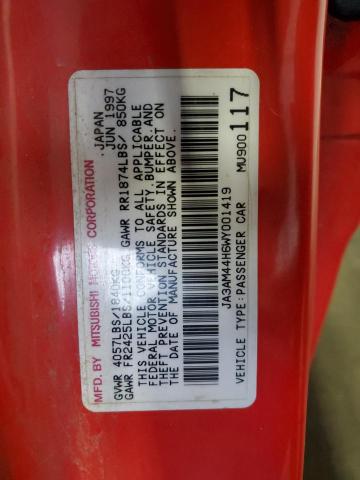 MFD. BY MITSUBISHI MOTORS CORPORATION
JAPAN
JUN 1997
GVWR 4057LBS/1840KG
GAWR FR2425LBS/1100KG GAWR RR1874LBS/ 850KG
THIS VEHICLE CONFORMS TO ALL APPLICABLE
FEDERAL MOTOR VEHICLE SAFETY, BUMPER, AND
THEFT PREVENTION STANDARDS IN EFFECT ON
THE DATE OF MANUFACTURE SHOWN ABOVE.
JA3AM44H6WY001419
VEHICLE TYPE:PASSENGER CAR
MU900 117